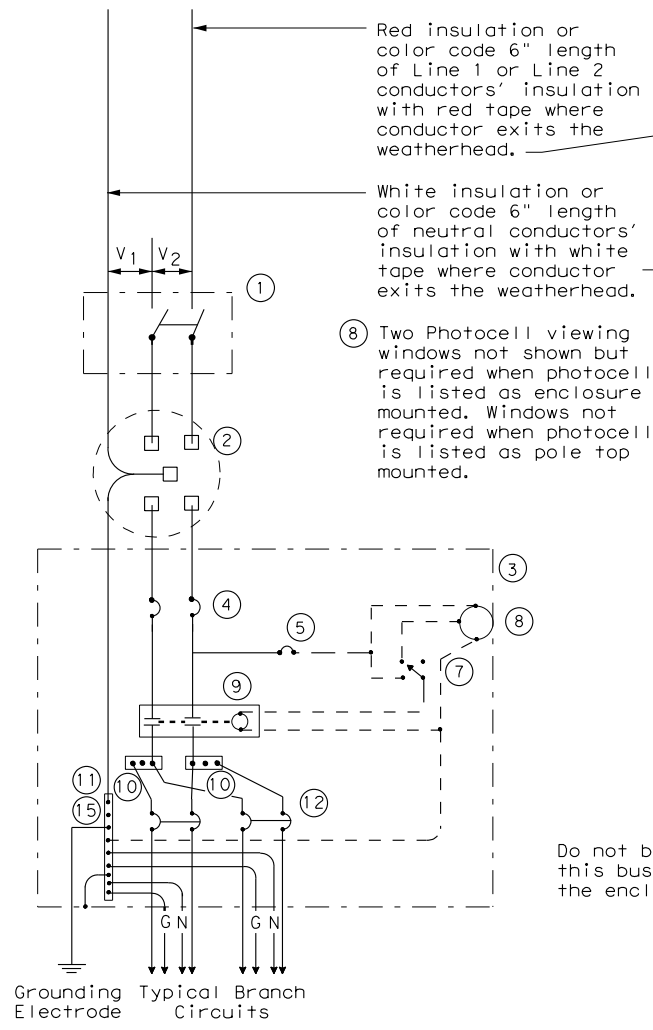 Red insulation or
color code 6" length
of Line 1 or Line 2
conductors' insulation
with red tape where
conductor exits the
weatherhead.
White insulation or
color code 6" length
of neutral conductors'
insulation with white
tape where conductor
exits the weatherhead.
V1 V2
1
8 Two Photocell viewing
windows not shown but
required when photocell
is listed as enclosure
mounted. Windows not
required when photocell
is listed as pole top
mounted.
2
3
4
5
8
7
9
11
10
10
12
15
Do not b
this bus
the encl
G N
G N
Grounding
Electrode
Typical Branch
Circuits